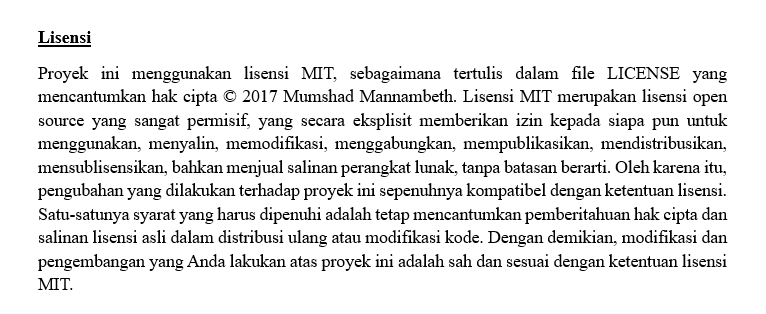 Lisensi
Proyek ini menggunakan lisensi MIT, sebagaimana tertulis dalam file LICENSE yang
mencantumkan hak cipta © 2017 Mumshad Mannambeth. Lisensi MIT merupakan lisensi open
source yang sangat permisif, yang secara eksplisit memberikan izin kepada siapa pun untuk
menggunakan, menyalin, memodifikasi, menggabungkan, mempublikasikan, mendistribusikan,
mensublisensikan, bahkan menjual salinan perangkat lunak, tanpa batasan berarti. Oleh karena itu,
pengubahan yang dilakukan terhadap proyek ini sepenuhnya kompatibel dengan ketentuan lisensi.
Satu-satunya syarat yang harus dipenuhi adalah tetap mencantumkan pemberitahuan hak cipta dan
salinan lisensi asli dalam distribusi ulang atau modifikasi kode. Dengan demikian, modifikasi dan
pengembangan yang Anda lakukan atas proyek ini adalah sah dan sesuai dengan ketentuan lisensi
MIT.